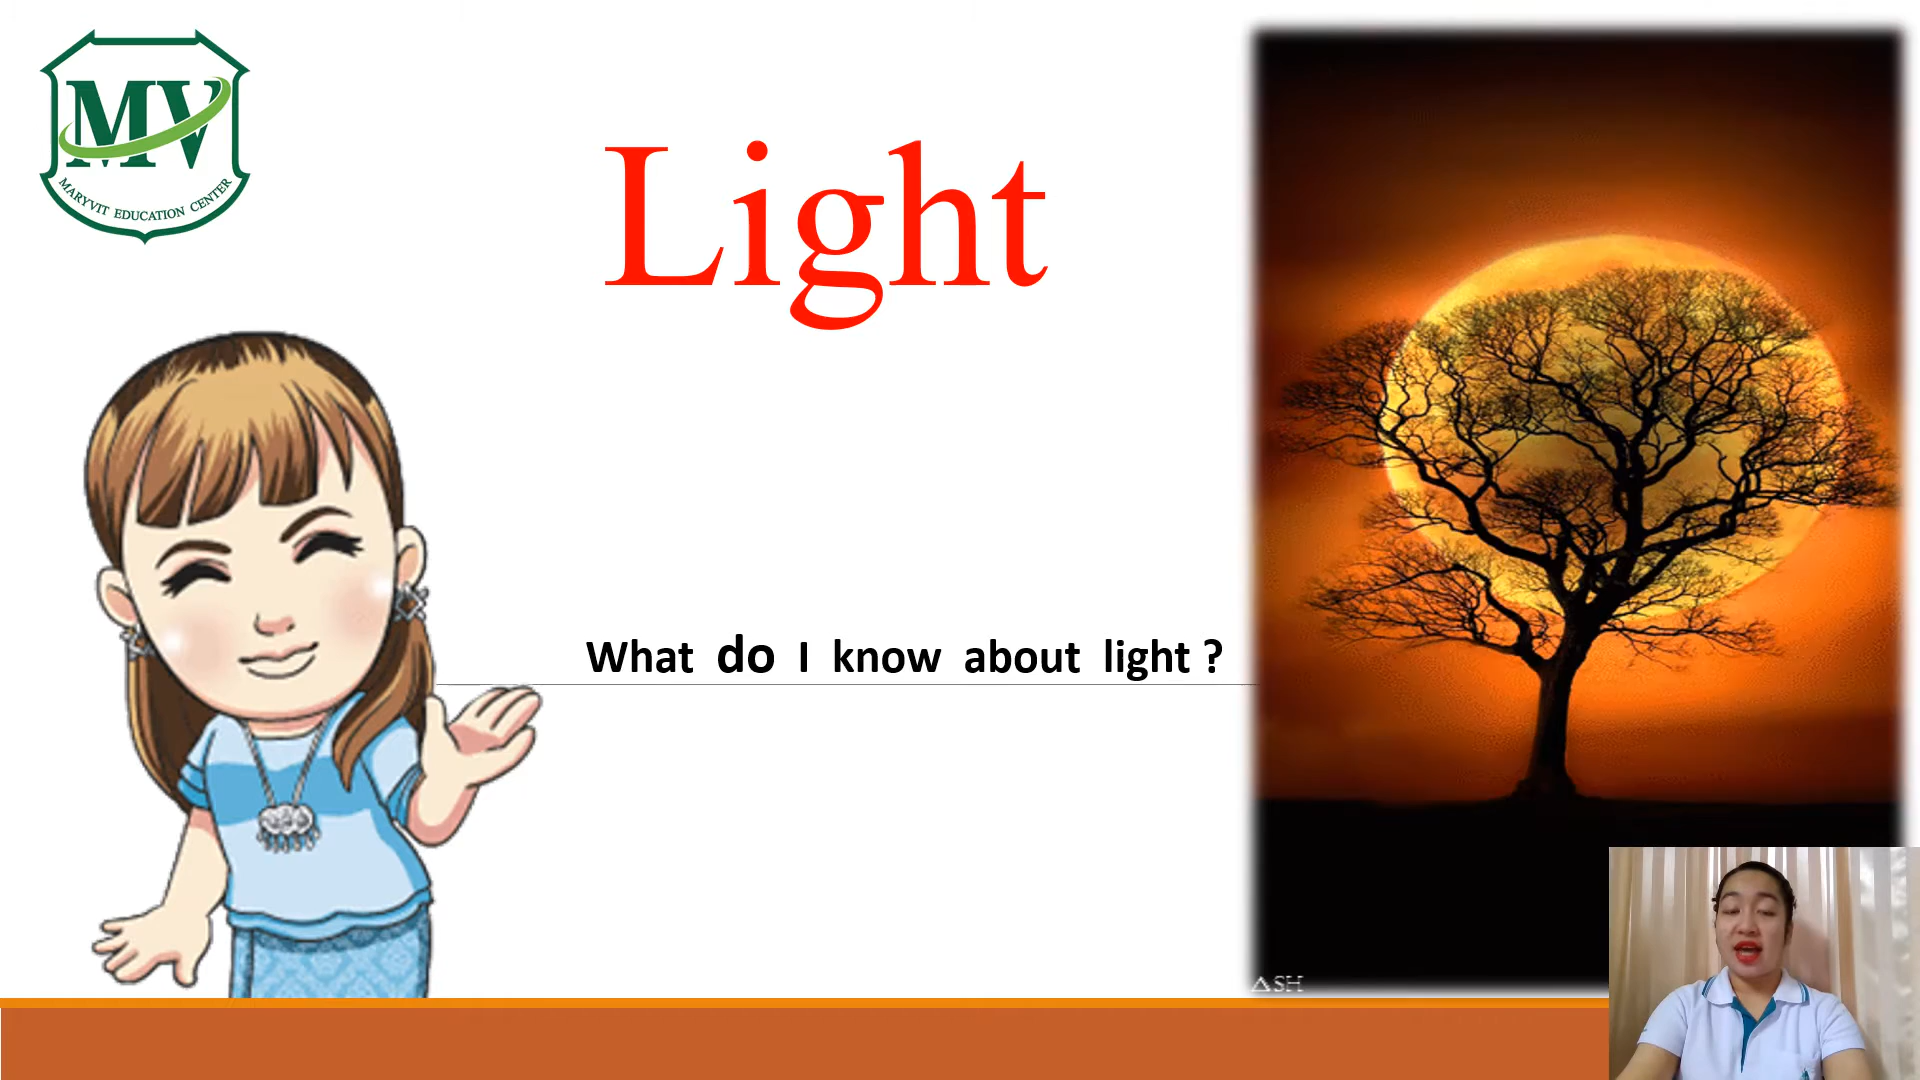 MV
MARYVIT EDUCATION CENTER
Light
What do I know about light ?
ASH